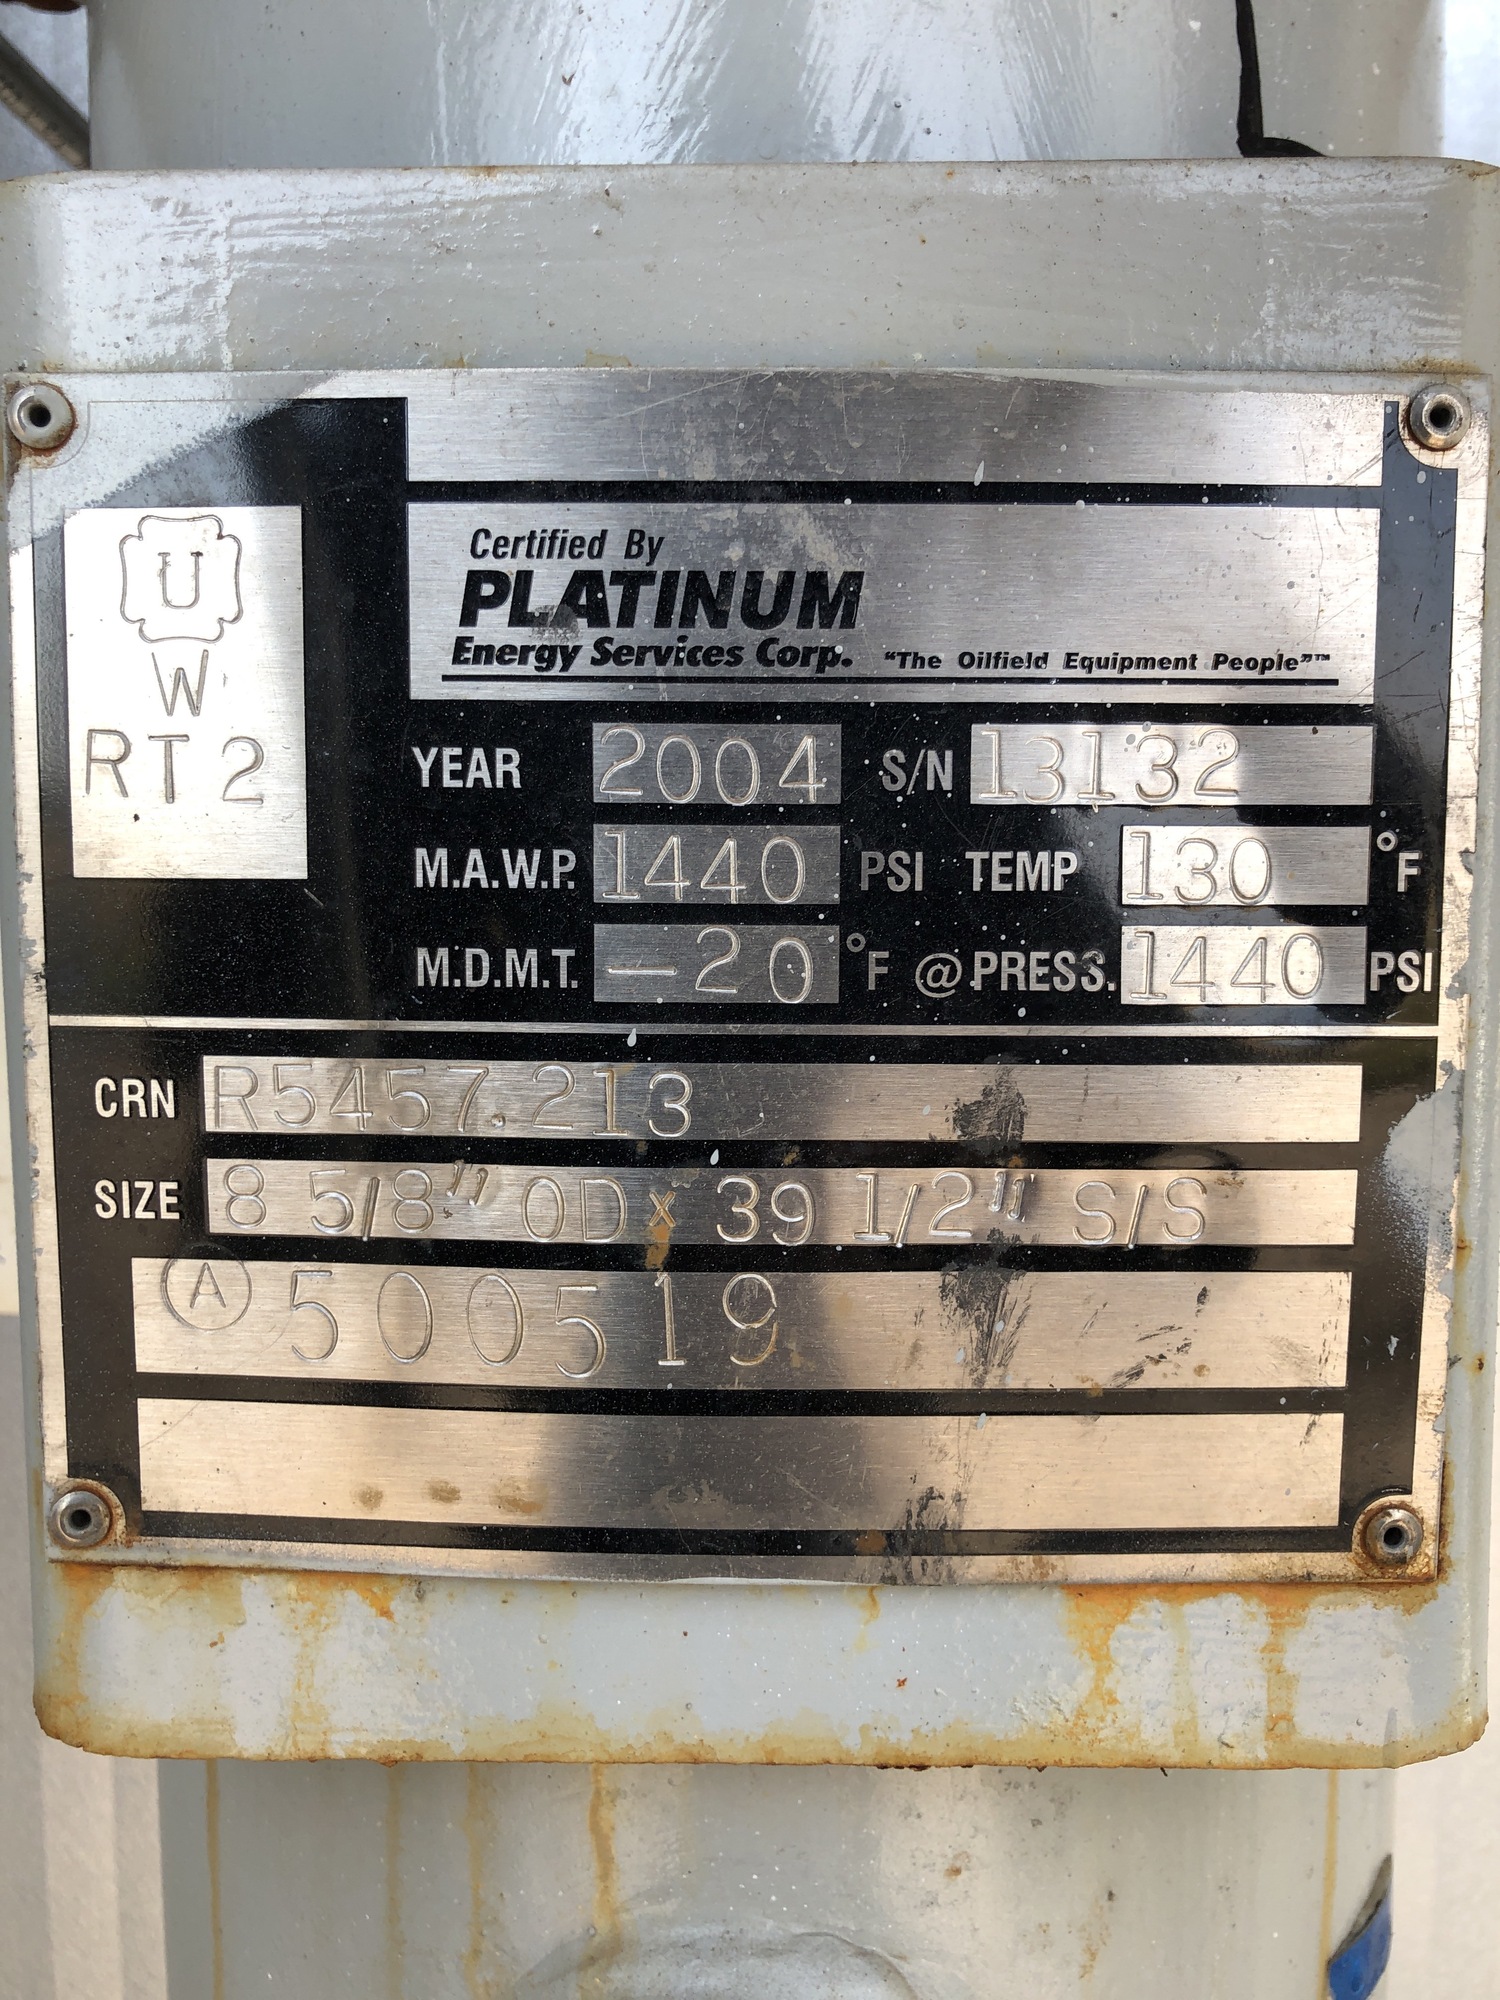 U
W
RT2
Certified By
PLATINUM
Energy Services Corp. "The Oilfield Equipment People"™
YEAR 2004 S/N 13132
M.A.W.P. 1440 PSI TEMP 130 °F
M.D.M.T. -20 °F @ PRESS. 1440 PSI
CRN R5457.213
SIZE 8 5/8" OD x 39 1/2" S/S
A 500519